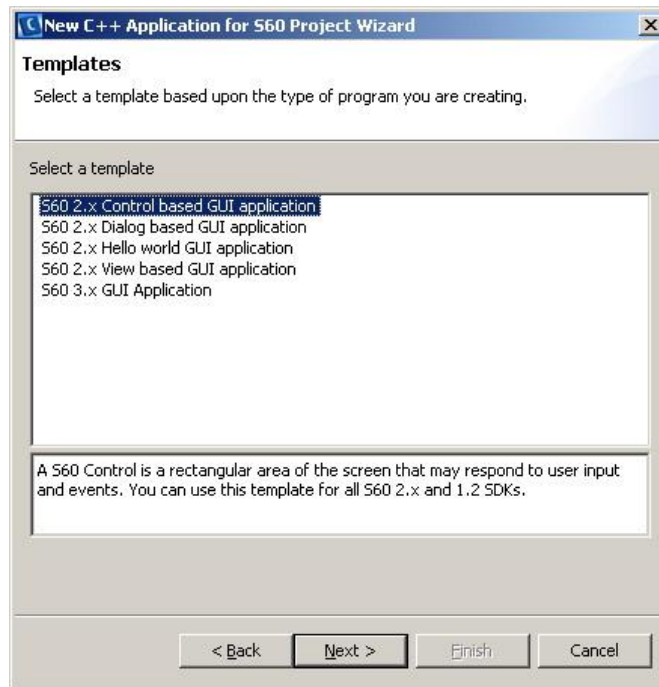 New C++ Application for S60 Project Wizard
Templates
Select a template based upon the type of program you are creating.
Select a template
S60 2.x Control based GUI application
S60 2.x Dialog based GUI application
S60 2.x Hello world GUI application
S60 2.x View based GUI application
S60 3.x GUI Application
A S60 Control is a rectangular area of the screen that may respond to user input
and events. You can use this template for all S60 2.x and 1.2 SDKs.
< Back Next > Finish Cancel